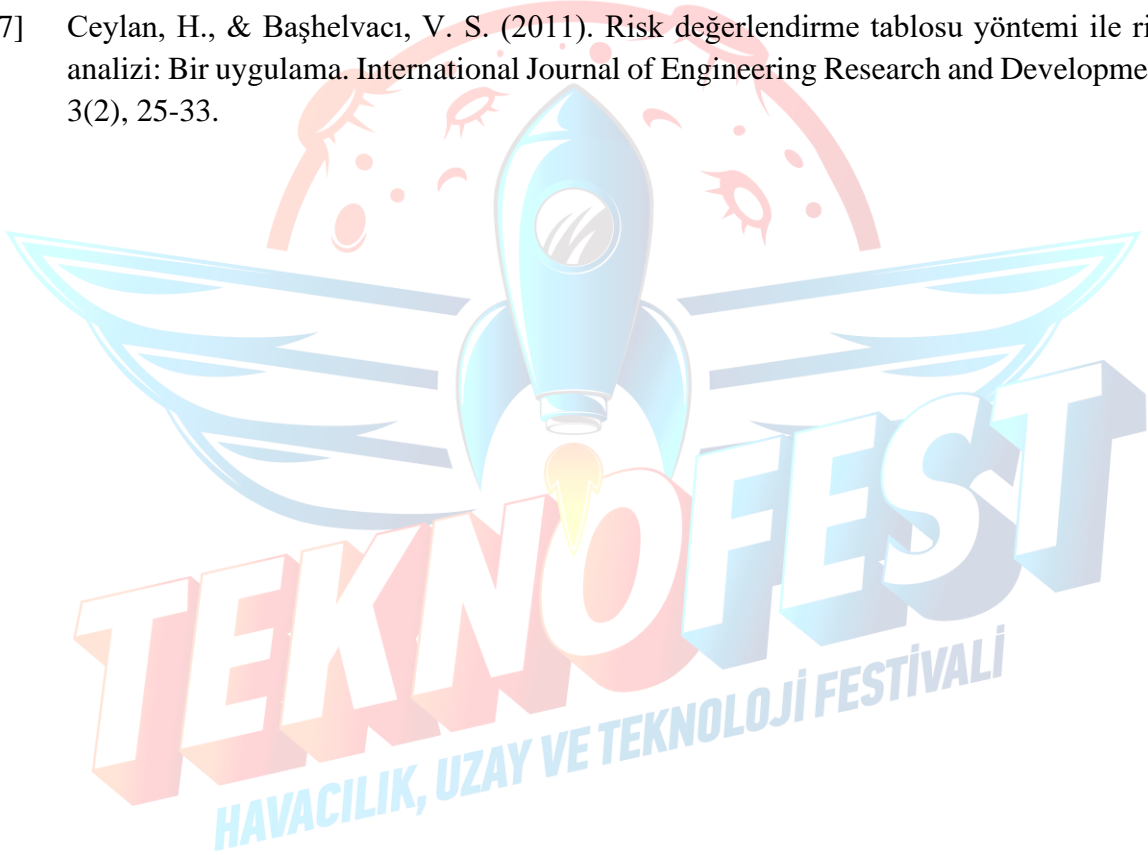 7] Ceylan, H., & Başhelvacı, V. S. (2011). Risk değerlendirme tablosu yöntemi ile ri
analizi: Bir uygulama. International Journal of Engineering Research and Developme
3(2), 25-33.
TEKNOFEST
HAVACILIK, UZAY VE TEKNOLOJİ FESTİVALİ